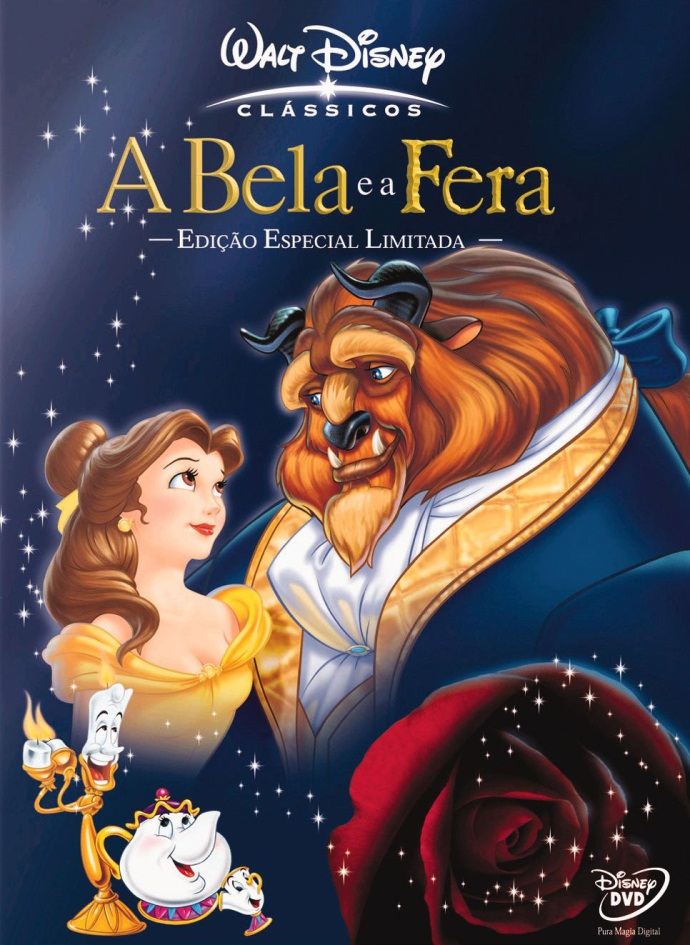 WALT DISNEY
CLÁSSICOS
A Bela e a Fera
— EDIÇÃO ESPECIAL LIMITADA —
DISNEY
DVD
Pura Magia Digital